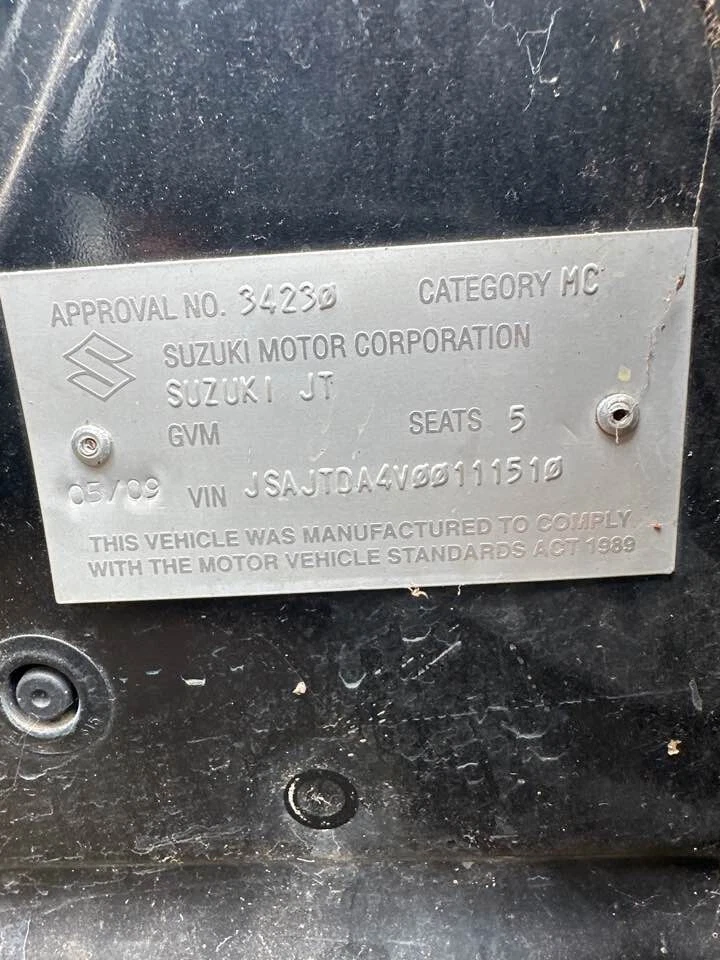 APPROVAL NO. 34230 CATEGORY MC
SUZUKI MOTOR CORPORATION
SUZUKI JT
GVM SEATS 5
05/09 VIN JSAJTDA4V00111510
THIS VEHICLE WAS MANUFACTURED TO COMPLY
WITH THE MOTOR VEHICLE STANDARDS ACT 1989